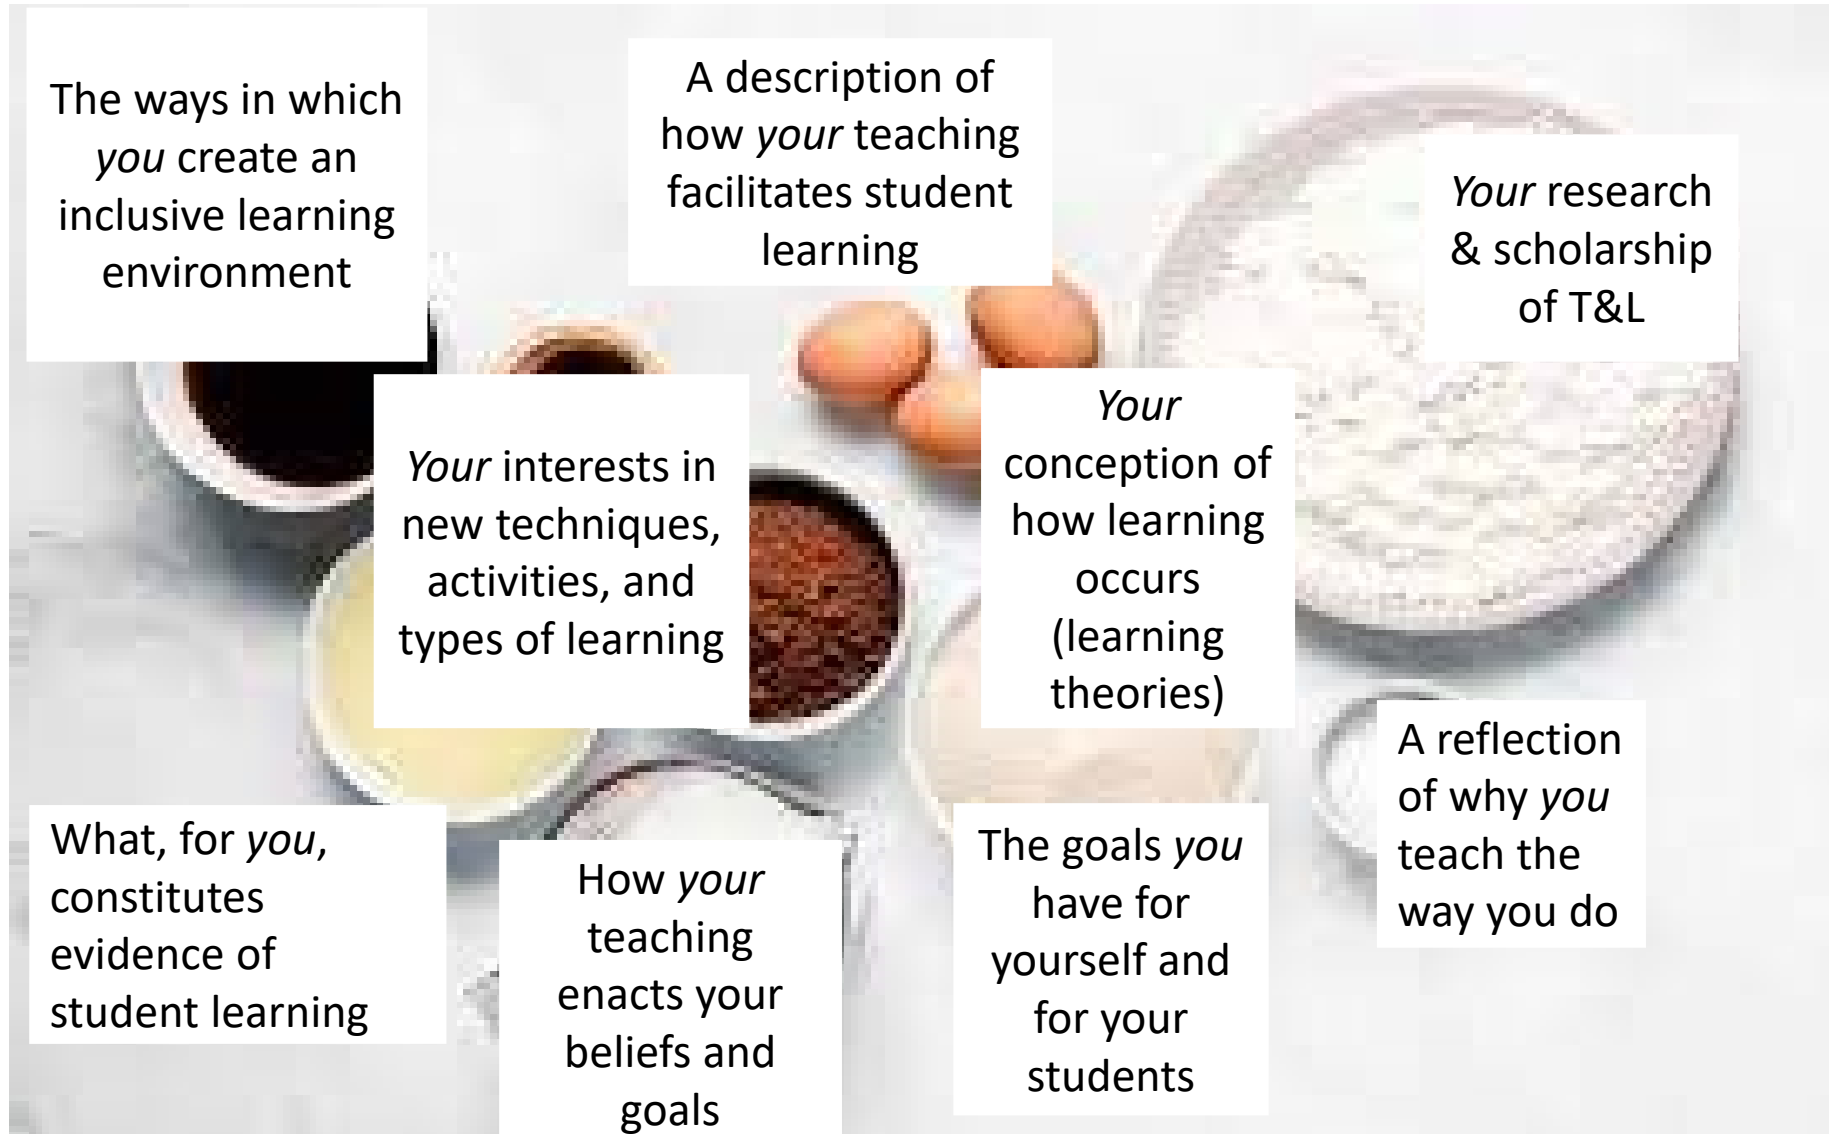 The ways in which
you create an
inclusive learning
environment
A description of
how your teaching
facilitates student
learning
Your research
& scholarship
of T&L
Your interests in
new techniques,
activities, and
types of learning
Your
conception of
how learning
occurs
(learning
theories)
What, for you,
constitutes
evidence of
student learning
How your
teaching
enacts your
beliefs and
goals
The goals you
have for
yourself and
for your
students
A reflection
of why you
teach the
way you do